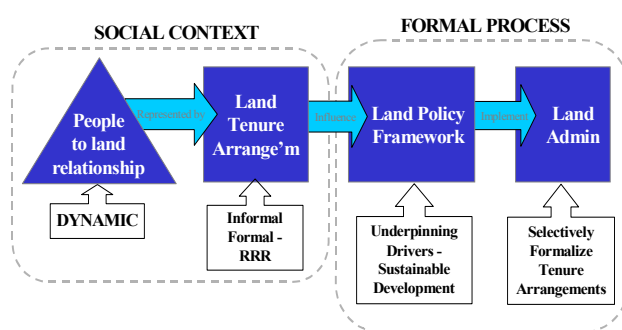 SOCIAL CONTEXT
FORMAL PROCESS
People
to land
relationship
Represented by
Land
Tenure
Arrange'm
Influence
Land Policy
Framework
Implement
Land
Admin
DYNAMIC
Informal
Formal -
RRR
Underpinning
Drivers -
Sustainable
Development
Selectively
Formalize
Tenure
Arrangements